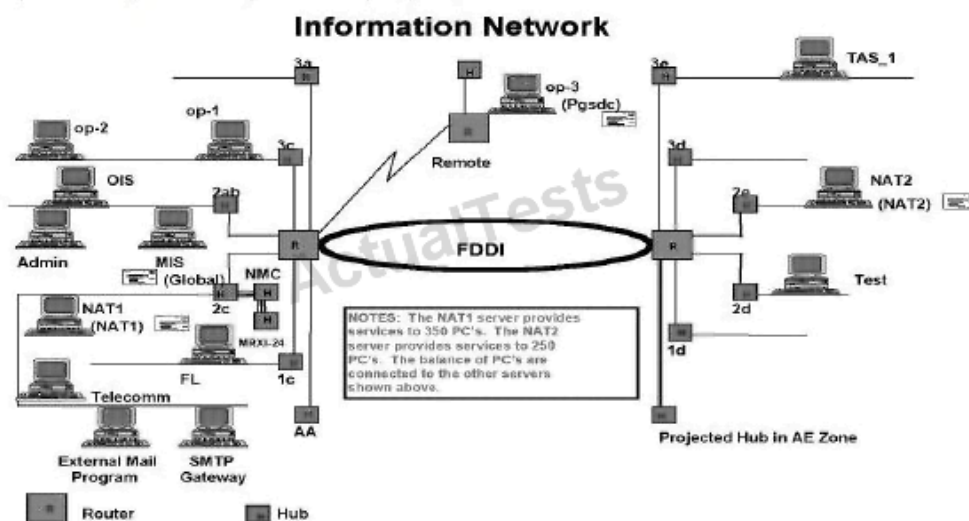 Information Network
3a
3e
TAS_1
op-3
(Pgsdc)
op-1
op-2
3c
Remote
3d
OIS
2ab
2e
NAT2
(NAT2)
R
FDDI
R
ActualTests
Admin
MIS
(Global)
NMC
Test
2c
2d
NAT1
(NAT1)
MRXI-24
NOTES: The NAT1 server provides
services to 350 PC's. The NAT2
server provides services to 250
PC's. The balance of PC's are
connected to the other servers
shown above.
1d
FL
1c
Telecomm
AA
Projected Hub in AE Zone
External Mail
Program
SMTP
Gateway
Router
Hub